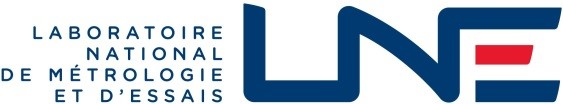 LABORATOIRE
NATIONAL
DE MÉTROLOGIE
ET D'ESSAIS
LNE